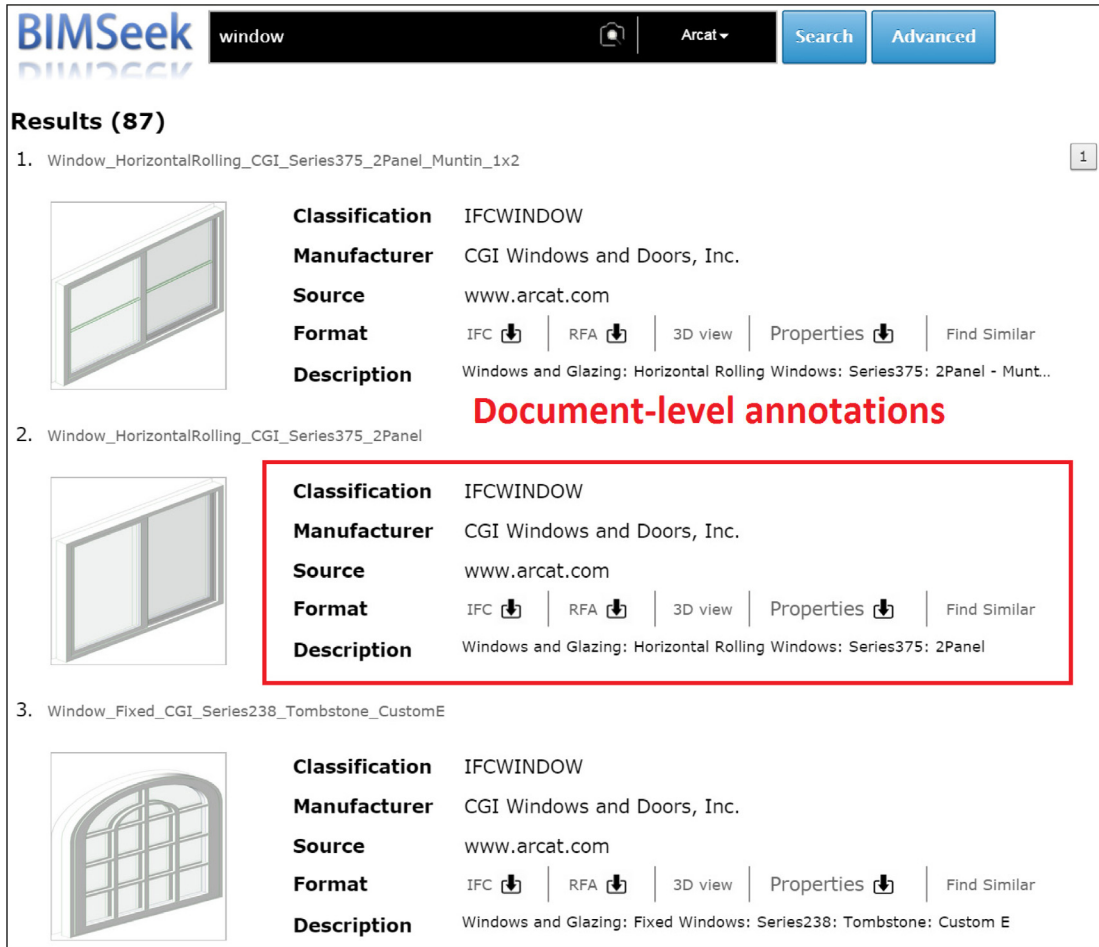 BIMSeek window Arcat Search Advanced
Results (87)
1. Window_HorizontalRolling_CGI_Series375_2Panel_Muntin_1x2 1
Classification IFCWINDOW
Manufacturer CGI Windows and Doors, Inc.
Source www.arcat.com
Format IFC RFA 3D view Properties Find Similar
Description Windows and Glazing: Horizontal Rolling Windows: Series375: 2Panel - Munt...
Document-level annotations
2. Window_HorizontalRolling_CGI_Series375_2Panel
Classification IFCWINDOW
Manufacturer CGI Windows and Doors, Inc.
Source www.arcat.com
Format IFC RFA 3D view Properties Find Similar
Description Windows and Glazing: Horizontal Rolling Windows: Series375: 2Panel
3. Window_Fixed_CGI_Series238_Tombstone_CustomE
Classification IFCWINDOW
Manufacturer CGI Windows and Doors, Inc.
Source www.arcat.com
Format IFC RFA 3D view Properties Find Similar
Description Windows and Glazing: Fixed Windows: Series238: Tombstone: Custom E